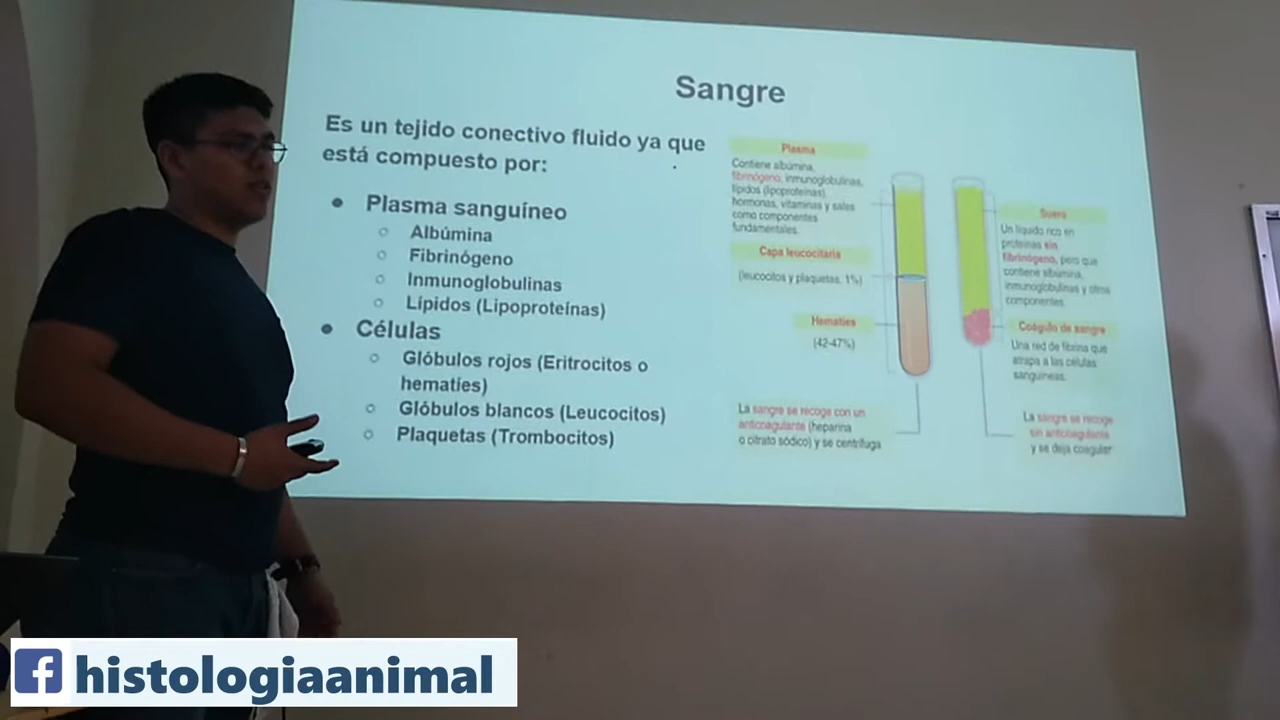 Sangre
Es un tejido conectivo fluido ya que
está compuesto por:
Plasma sanguíneo
Albúmina
Fibrinógeno
Inmunoglobulinas
Lípidos (Lipoproteínas)
Células
Glóbulos rojos (Eritrocitos o
hematíes)
Glóbulos blancos (Leucocitos)
Plaquetas (Trombocitos)
Plasma
Contiene albúmina,
fibrinógeno, inmunoglobulinas,
lípidos (lipoproteínas),
hormonas, vitaminas y sales
como componentes
fundamentales.
Capa leucocitaria
(leucocitos y plaquetas, 1%)
Hematíes
(42-47%)
La sangre se recoge con un
anticoagulante (heparina
o citrato sódico) y se centrifuga
Suero
Un líquido rico en
proteínas sin
fibrinógeno, pero que
contiene albúmina,
inmunoglobulinas y otros
componentes.
Coágulo de sangre
Una red de fibrina que
atrapa a las células
sanguíneas.
La sangre se recoge
sin anticoagulante
y se deja coagular
histologiaanimal